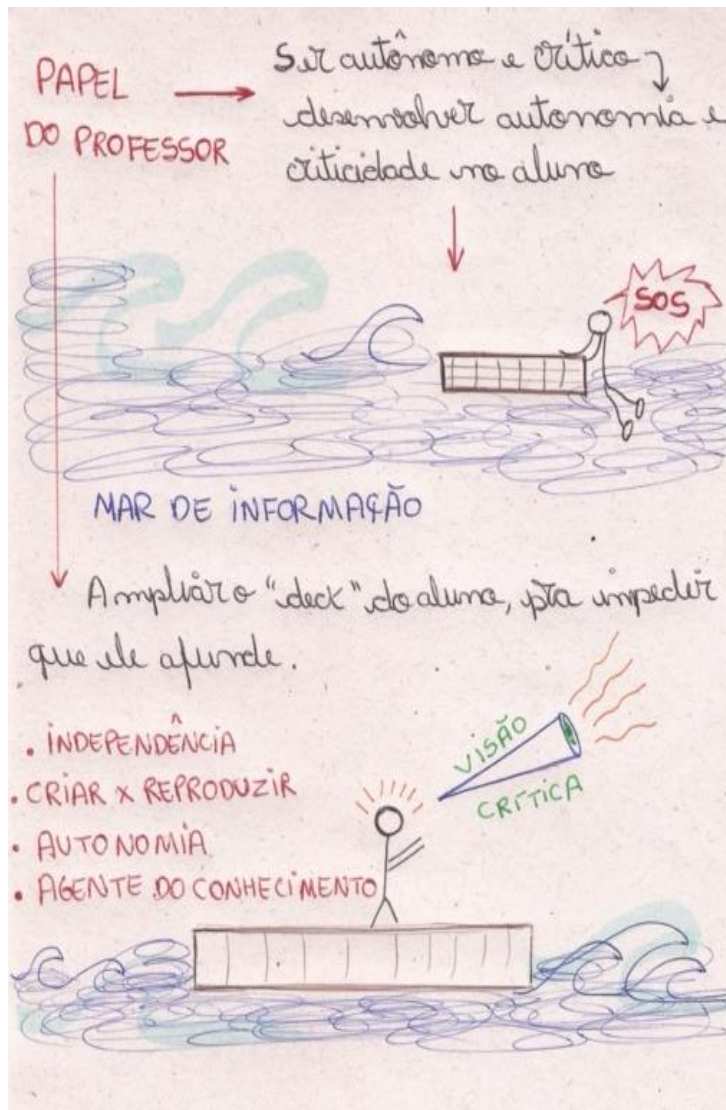 PAPEL
DO PROFESSOR
Ser autônomo e crítico
desenvolver autonomia e
criticidade no aluno
SOS
MAR DE INFORMAÇÃO
Ampliar o "deck" do aluno, pra impedir
que ele afunde.
. INDEPENDÊNCIA
. CRIAR X REPRODUZIR
. AUTONOMIA
. AGENTE DO CONHECIMENTO
VISÃO
CRÍTICA